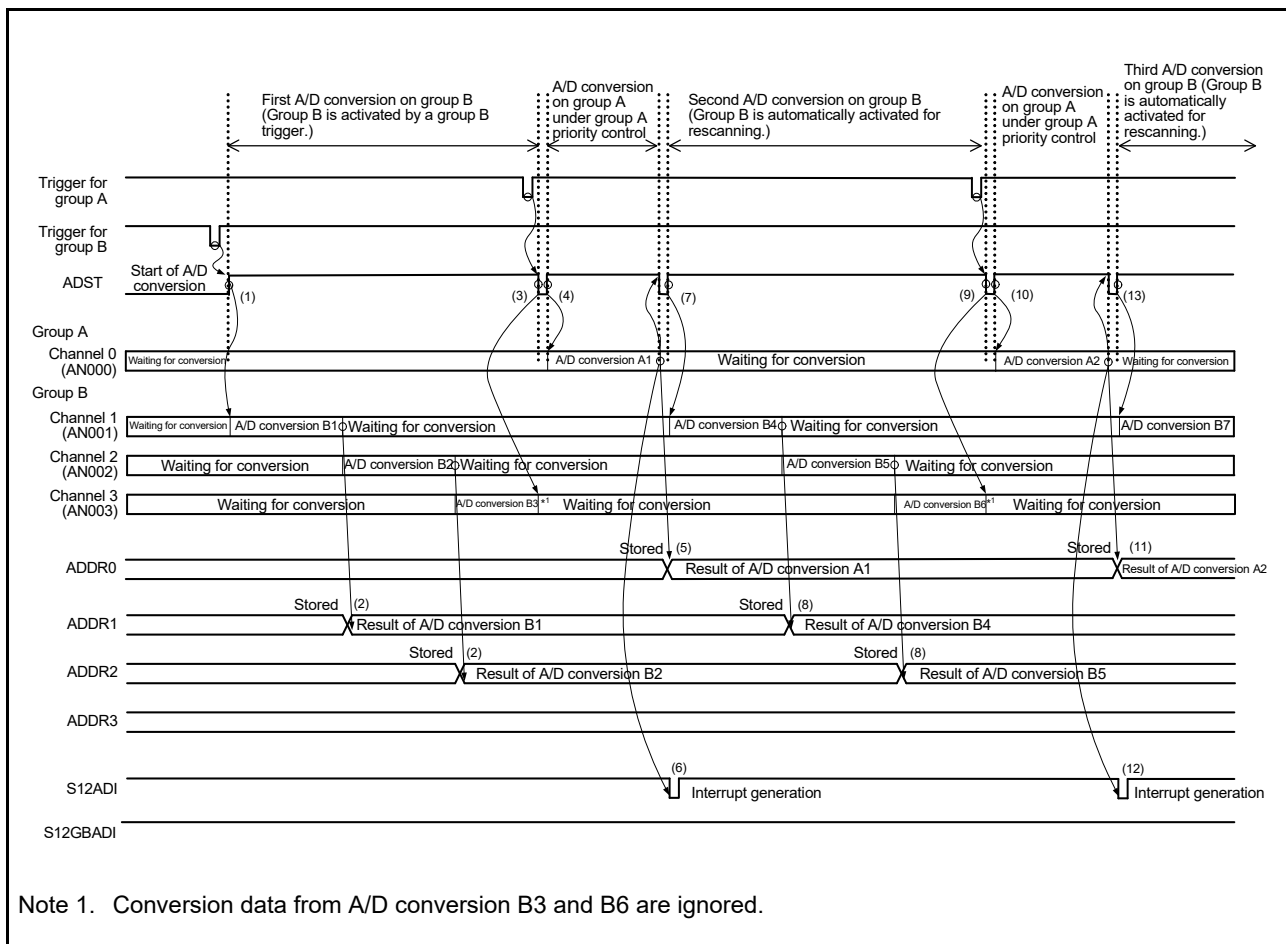 First A/D conversion on group B
(Group B is activated by a group B
trigger.)
A/D conversion
on group A
under group A
priority control
Second A/D conversion on group B
(Group B is automatically activated for
rescanning.)
A/D conversion
on group A
under group A
priority control
Third A/D conversion
on group B (Group B
is automatically
activated for
rescanning.)
Trigger for
group A
Trigger for
group B
ADST
Start of A/D
conversion
(1)
(3)
(4)
(7)
(9)
(10)
(13)
Group A
Channel 0
(AN000)
Waiting for conversion
A/D conversion A1
Waiting for conversion
A/D conversion A2
Waiting for conversion
Group B
Channel 1
(AN001)
Waiting for conversion
A/D conversion B1
Waiting for conversion
A/D conversion B4
Waiting for conversion
A/D conversion B7
Channel 2
(AN002)
Waiting for conversion
A/D conversion B2
Waiting for conversion
A/D conversion B5
Waiting for conversion
Channel 3
(AN003)
Waiting for conversion
A/D conversion B3 *1
Waiting for conversion
A/D conversion B6*1
Waiting for conversion
ADDR0
Stored (5)
Result of A/D conversion A1
Stored (11)
Result of A/D conversion A2
ADDR1
Stored (2)
Result of A/D conversion B1
Stored (8)
Result of A/D conversion B4
ADDR2
Stored (2)
Result of A/D conversion B2
Stored (8)
Result of A/D conversion B5
ADDR3
S12ADI
(6)
Interrupt generation
(12)
Interrupt generation
S12GBADI
Note 1. Conversion data from A/D conversion B3 and B6 are ignored.